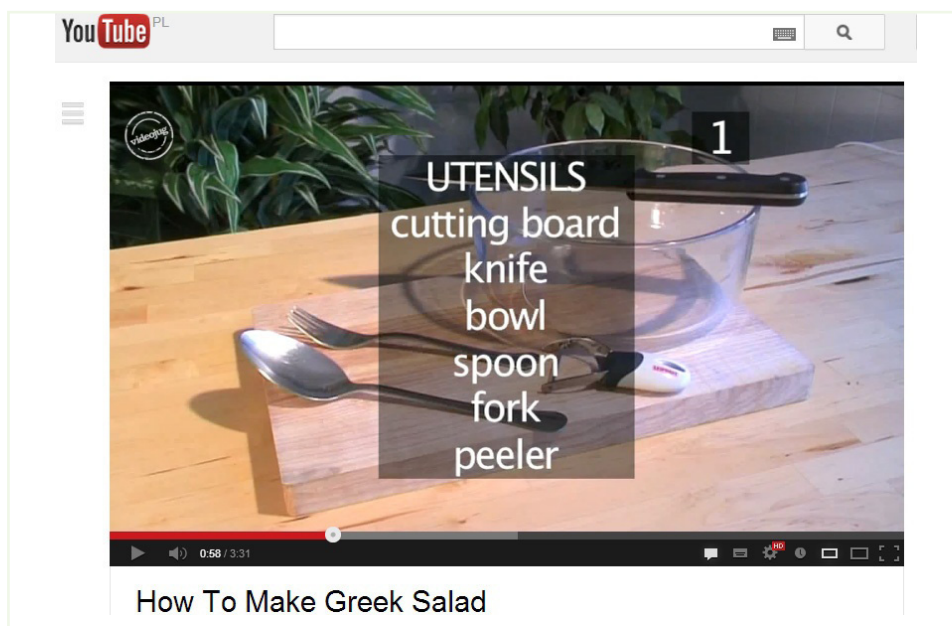 YouTube PL
videojug
1
UTENSILS
cutting board
knife
bowl
spoon
fork
peeler
0:58 / 3:31
HD
How To Make Greek Salad